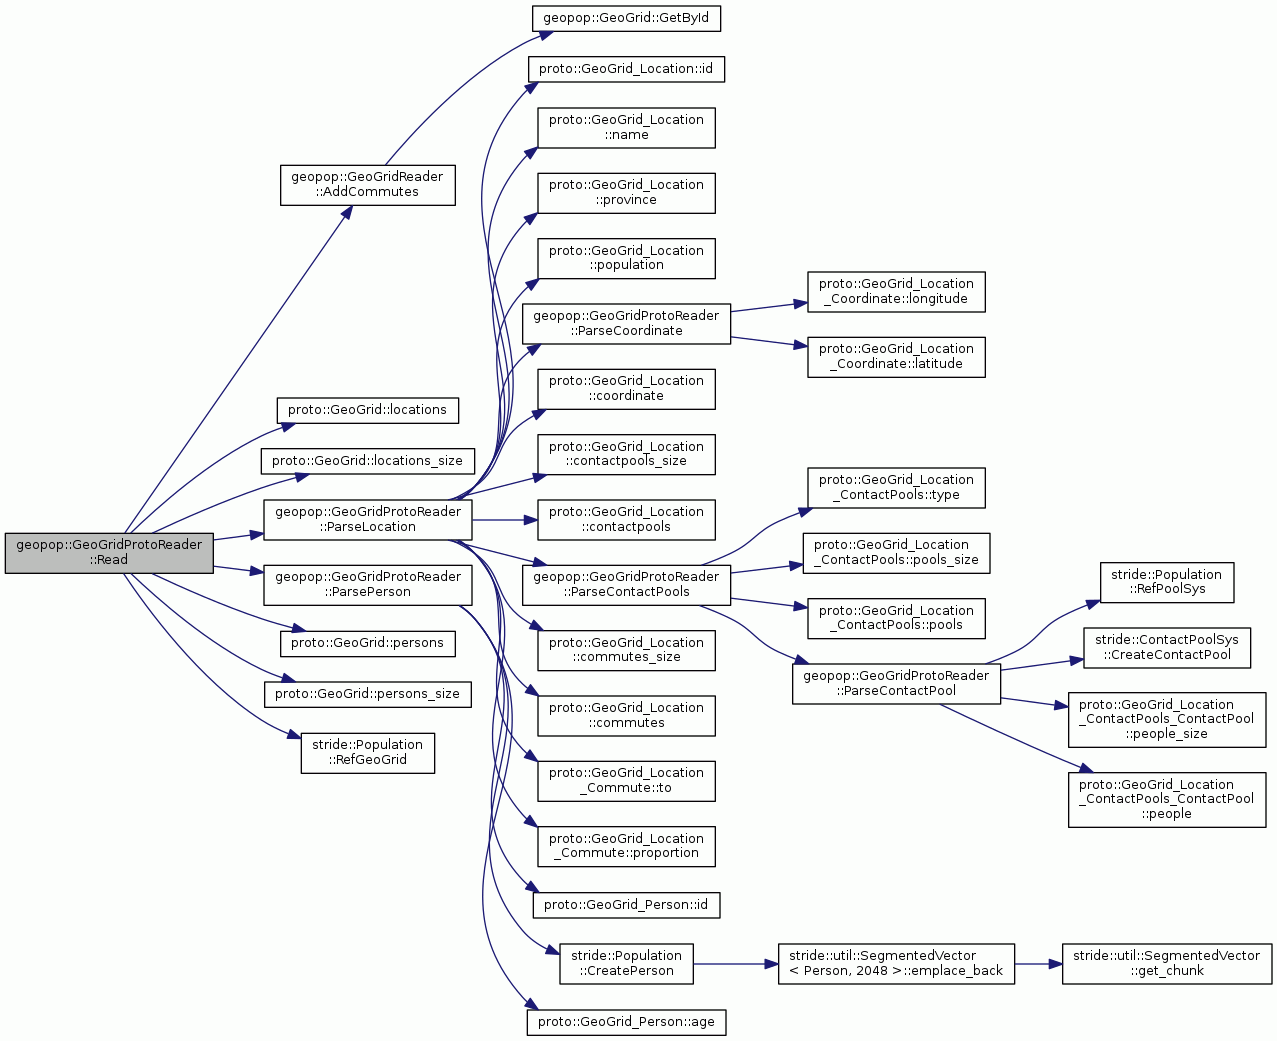 geopop::GeoGridProtoReader
::Read
geopop::GeoGridReader
::AddCommutes
proto::GeoGrid::locations
proto::GeoGrid::locations_size
geopop::GeoGridProtoReader
::ParseLocation
geopop::GeoGridProtoReader
::ParsePerson
proto::GeoGrid::persons
proto::GeoGrid::persons_size
stride::Population
::RefGeoGrid
geopop::GeoGrid::GetById
proto::GeoGrid_Location::id
proto::GeoGrid_Location
::name
proto::GeoGrid_Location
::province
proto::GeoGrid_Location
::population
geopop::GeoGridProtoReader
::ParseCoordinate
proto::GeoGrid_Location
::coordinate
proto::GeoGrid_Location
::contactpools_size
proto::GeoGrid_Location
::contactpools
geopop::GeoGridProtoReader
::ParseContactPools
proto::GeoGrid_Location
::commutes_size
proto::GeoGrid_Location
::commutes
proto::GeoGrid_Location
_Commute::to
proto::GeoGrid_Location
_Commute::proportion
proto::GeoGrid_Person::id
stride::Population
::CreatePerson
proto::GeoGrid_Person::age
proto::GeoGrid_Location
_Coordinate::longitude
proto::GeoGrid_Location
_Coordinate::latitude
proto::GeoGrid_Location
_ContactPools::type
proto::GeoGrid_Location
_ContactPools::pools_size
proto::GeoGrid_Location
_ContactPools::pools
geopop::GeoGridProtoReader
::ParseContactPool
stride::util::SegmentedVector
< Person, 2048 >::emplace_back
stride::Population
::RefPoolSys
stride::ContactPoolSys
::CreateContactPool
proto::GeoGrid_Location
_ContactPools_ContactPool
::people_size
proto::GeoGrid_Location
_ContactPools_ContactPool
::people
stride::util::SegmentedVector
::get_chunk